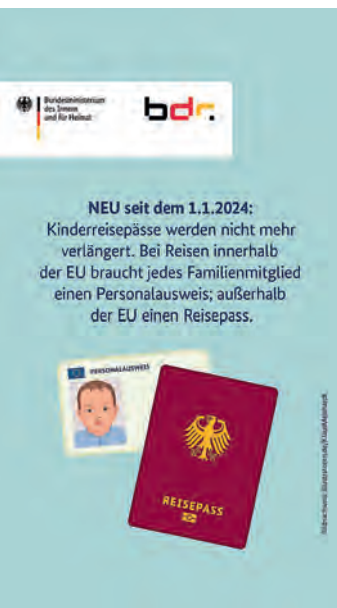 Bundesministerium
des Innern
und für Heimat
bdr.
NEU seit dem 1.1.2024:
Kinderreisepässe werden nicht mehr
verlängert. Bei Reisen innerhalb
der EU braucht jedes Familienmitglied
einen Personalausweis; außerhalb
der EU einen Reisepass.
PERSONALAUSWEIS
REISEPASS